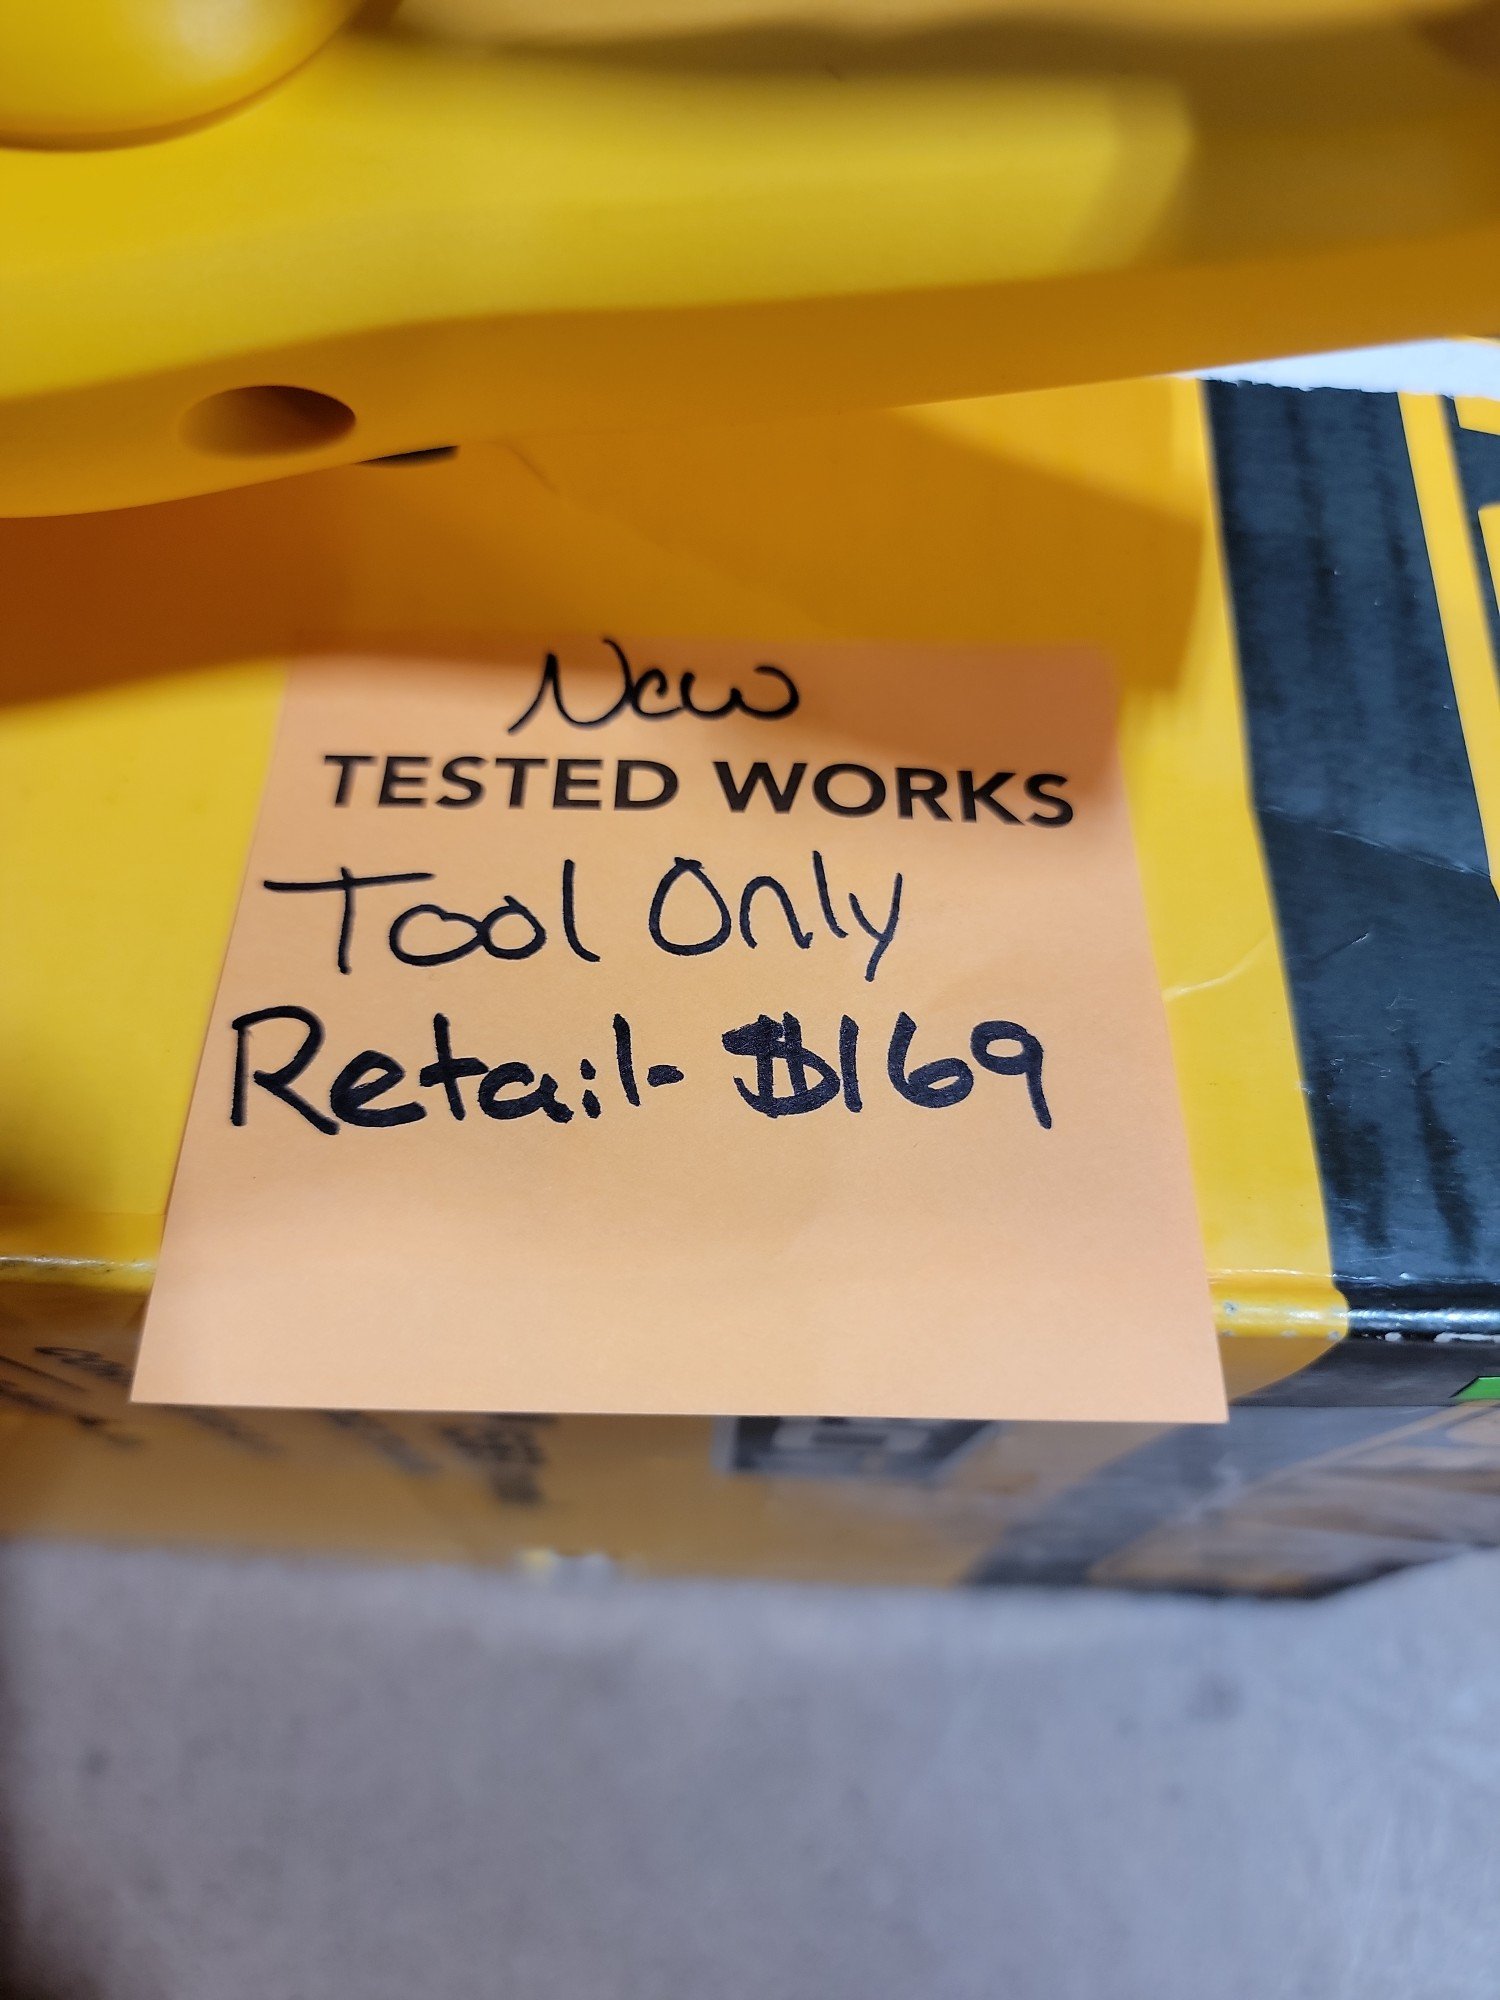 New
TESTED WORKS
Tool Only
Retail- $169